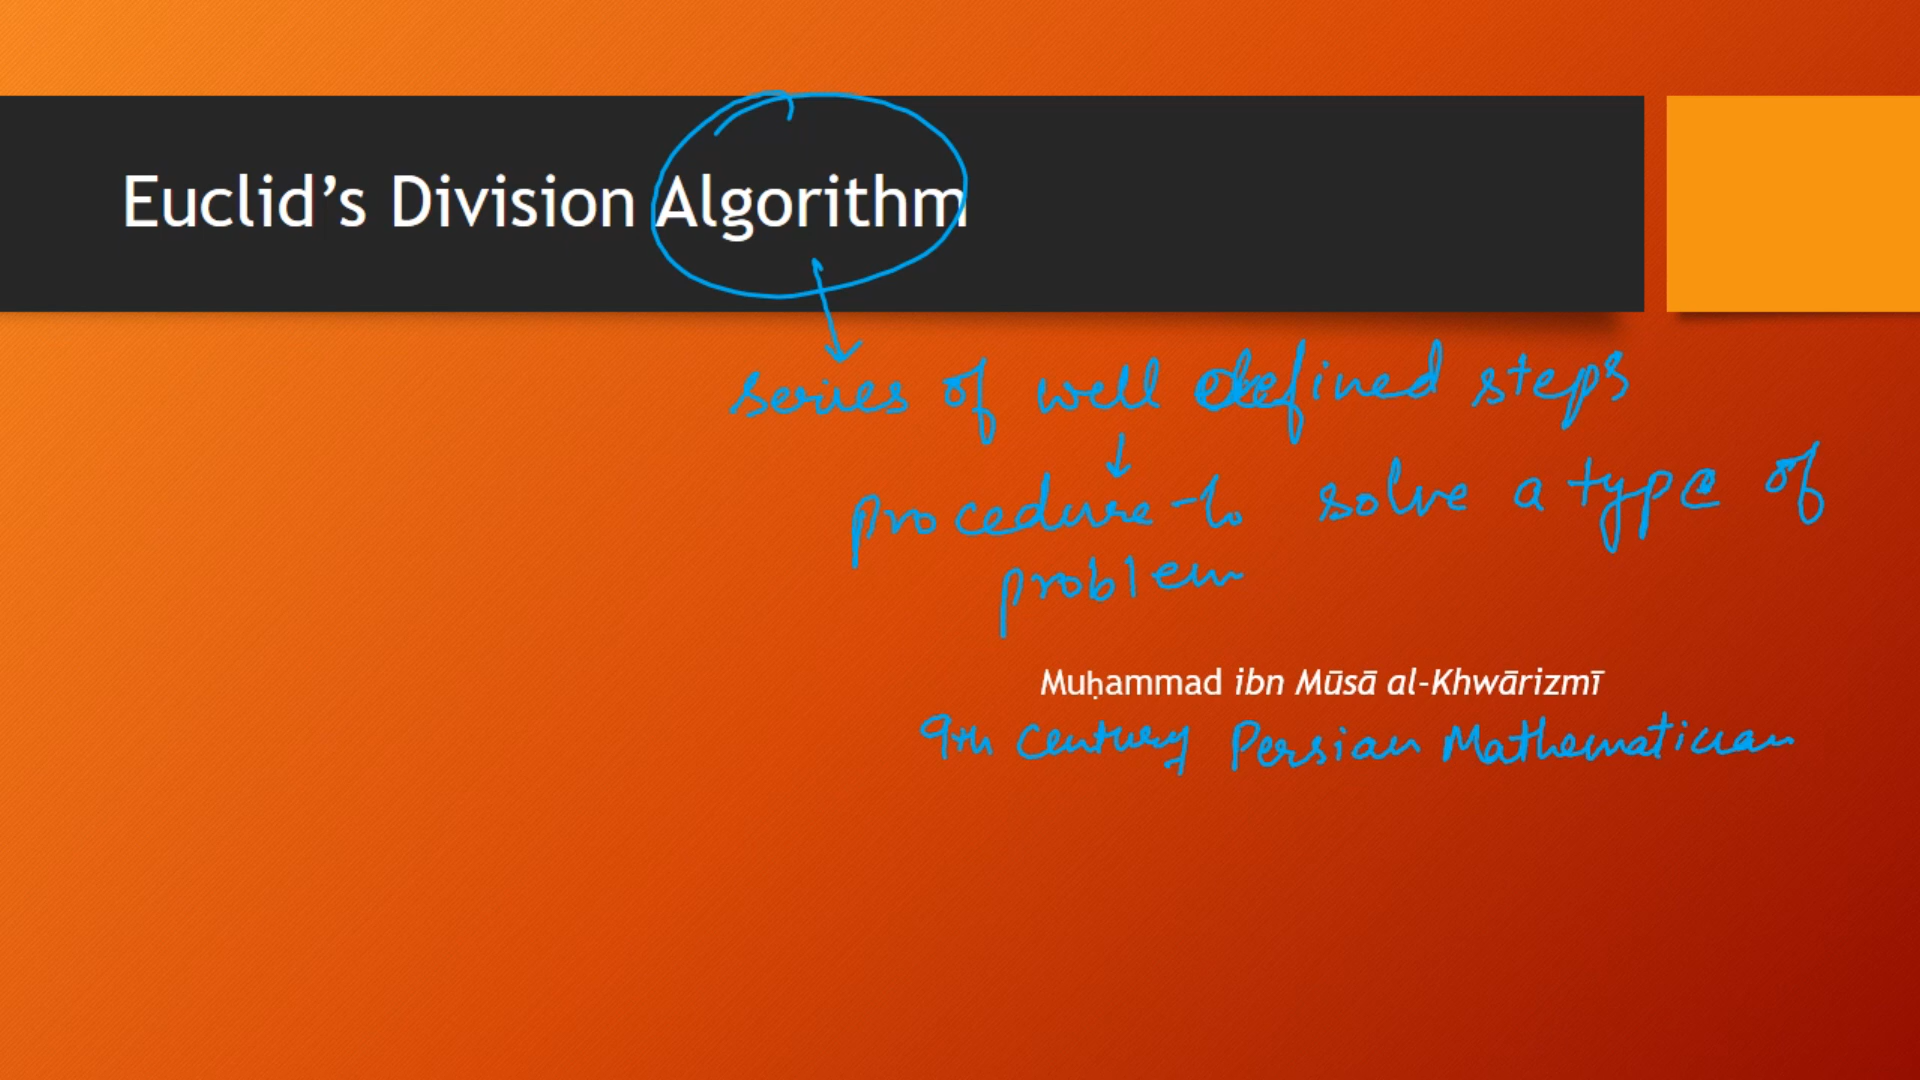 Euclid’s Division Algorithm
series of well defined steps
procedure to solve a type of
problem
Muḥammad ibn Mūsā al-Khwārizmī
9th Century Persian Mathematician